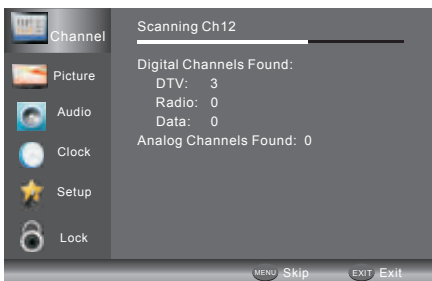 Channel
Picture
Audio
Clock
Setup
Lock
Scanning Ch12
Digital Channels Found:
DTV: 3
Radio: 0
Data: 0
Analog Channels Found: 0
MENU Skip EXIT Exit